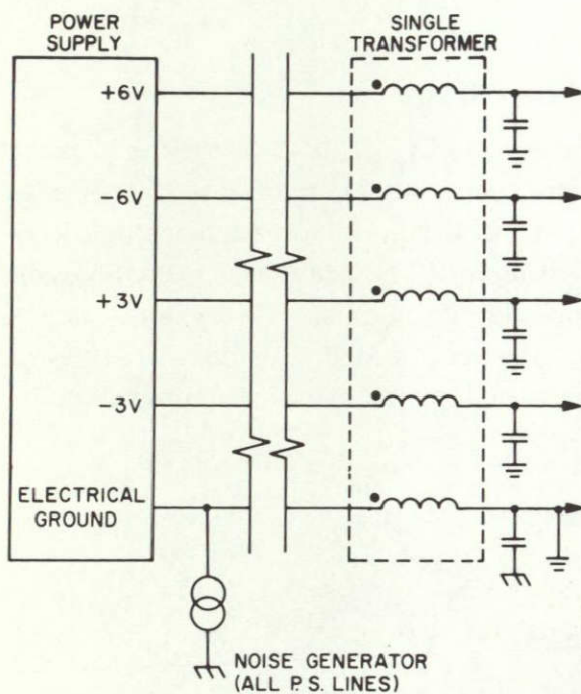 POWER
SUPPLY
SINGLE
TRANSFORMER
+6V
-6V
+3V
-3V
ELECTRICAL
GROUND
NOISE GENERATOR
(ALL P.S. LINES)